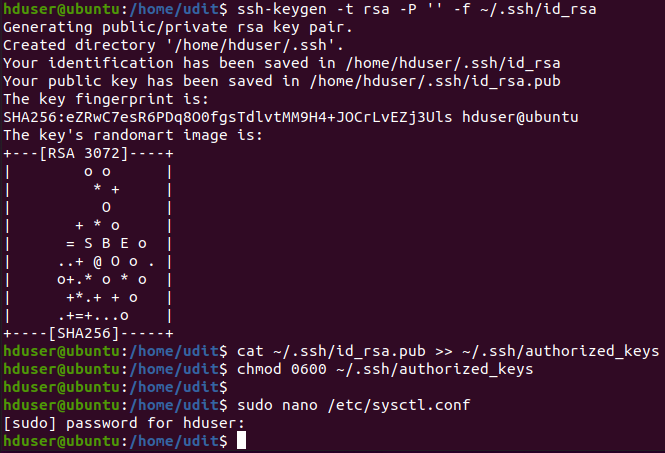 hduser@ubuntu:/home/udit$ ssh-keygen -t rsa -P '' -f ~/.ssh/id_rsa
Generating public/private rsa key pair.
Created directory '/home/hduser/.ssh'.
Your identification has been saved in /home/hduser/.ssh/id_rsa
Your public key has been saved in /home/hduser/.ssh/id_rsa.pub
The key fingerprint is:
SHA256:eZRwC7esR6PDq8O0fgsTdlvtMM9H4+JOCrLvEZj3Uls hduser@ubuntu
The key's randomart image is:
+---[RSA 3072]----+
|        o o      |
|         * +     |
|          O      |
|       + * o     |
|      = S B E o  |
|     ..+ @ O o . |
|     o+.* o * o  |
|      +*.+ + o   |
|     .+=+...o    |
+----[SHA256]-----+
hduser@ubuntu:/home/udit$ cat ~/.ssh/id_rsa.pub >> ~/.ssh/authorized_keys
hduser@ubuntu:/home/udit$ chmod 0600 ~/.ssh/authorized_keys
hduser@ubuntu:/home/udit$
hduser@ubuntu:/home/udit$ sudo nano /etc/sysctl.conf
[sudo] password for hduser:
hduser@ubuntu:/home/udit$